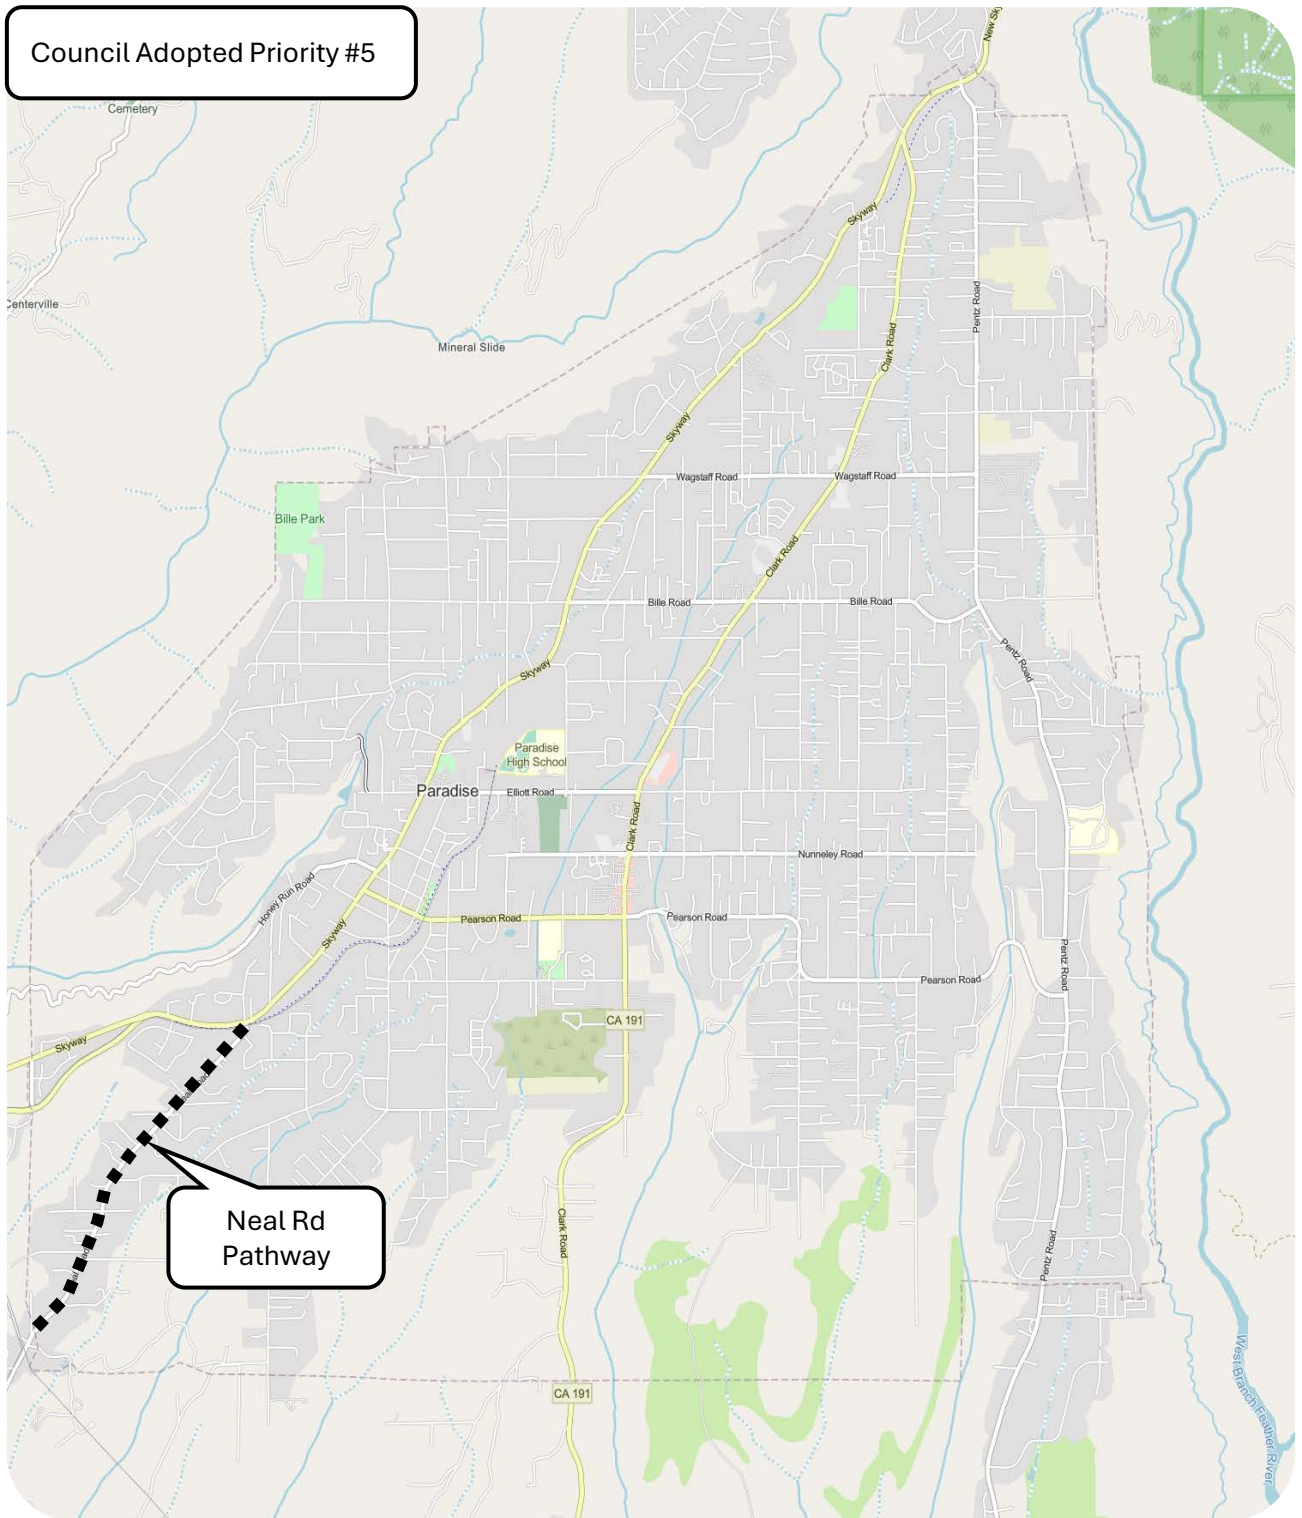 Council Adopted Priority #5
New Sk
Cemetery
Skyway
Centerville
Pentz Road
Mineral Slide
Clark Road
Skyway
Wagstaff Road
Wagstaff Road
Bille Park
Clark Road
Bille Road
Bille Road
Pentz Road
Skyway
Paradise
High School
Paradise
Elliott Road
Clark Road
Nunneley Road
Honey Run Road
Pearson Road
Pearson Road
Skyway
Pentz Road
Pearson Road
CA 191
Skyway
Neal Rd
Pathway
Clark Road
Pentz Road
West Branch Feather River
CA 191